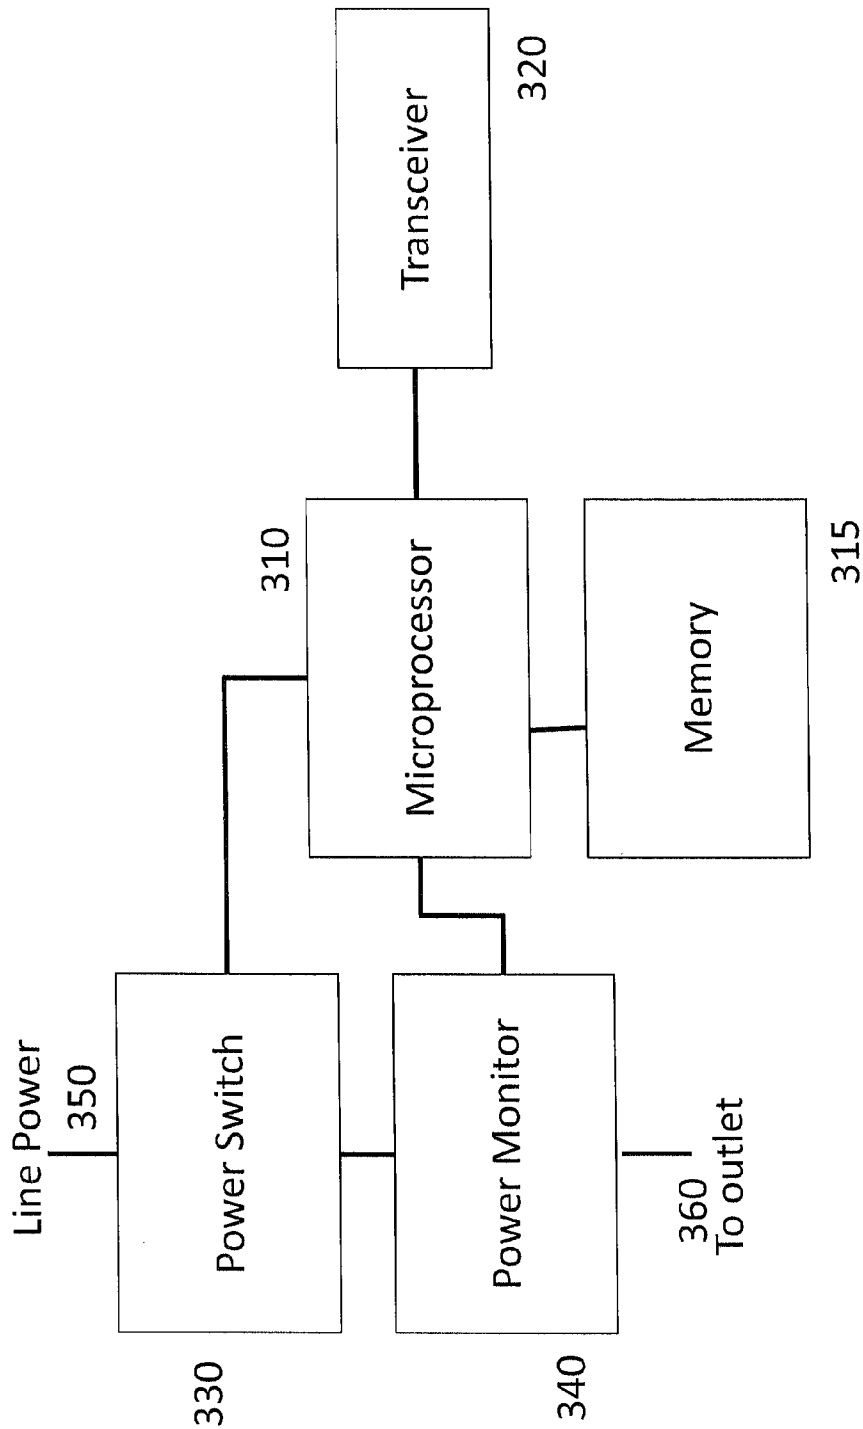 Line Power
350
330
Power Switch
310
Microprocessor
Transceiver
320
340
Power Monitor
360
To outlet
Memory
315